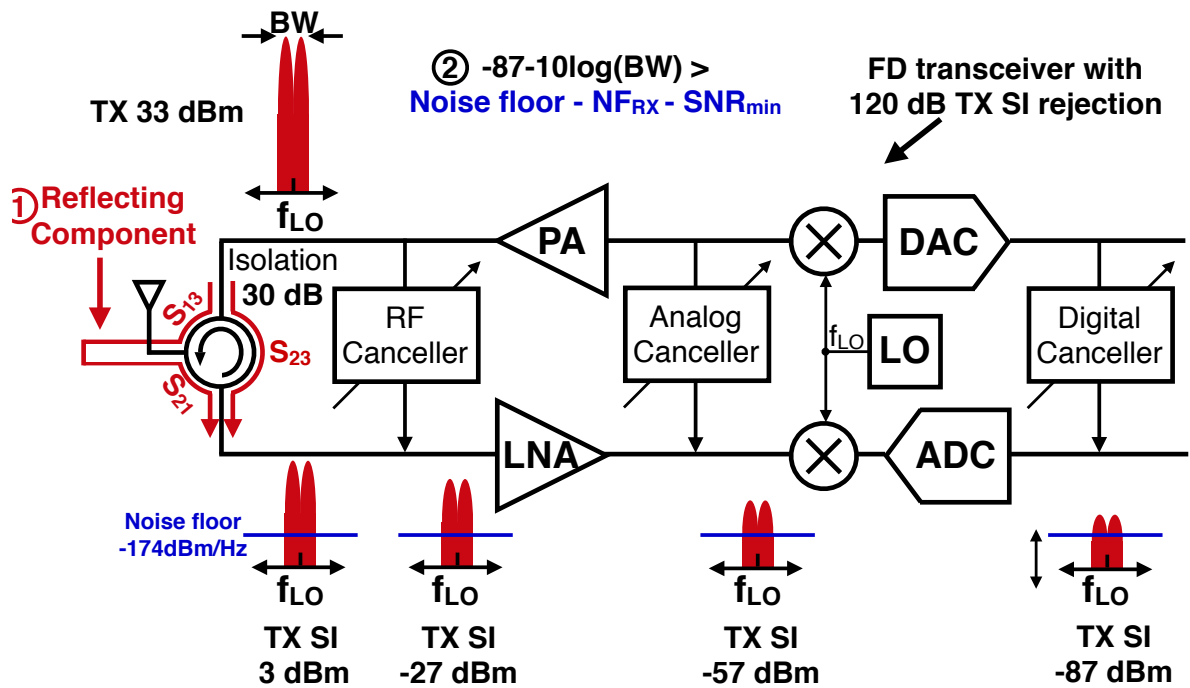 BW
② -87-10log(BW) >
Noise floor - NFRX - SNRmin
FD transceiver with
120 dB TX SI rejection
TX 33 dBm
fLO
① Reflecting
Component
Isolation
30 dB
S13
S23
S21
RF
Canceller
PA
Analog
Canceller
fLO
LO
DAC
Digital
Canceller
LNA
ADC
Noise floor
-174dBm/Hz
fLO
fLO
fLO
fLO
TX SI
3 dBm
TX SI
-27 dBm
TX SI
-57 dBm
TX SI
-87 dBm